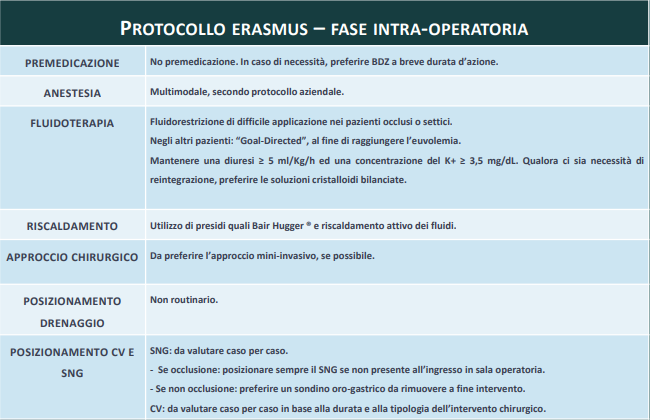 PROTOCOLLO ERASMUS – FASE INTRA-OPERATORIA
PREMEDICAZIONE
No premedicazione. In caso di necessità, preferire BDZ a breve durata d'azione.
ANESTESIA
Multimodale, secondo protocollo aziendale.
FLUIDOTERAPIA
Fluidorestrizione di difficile applicazione nei pazienti occlusi o settici.
Negli altri pazienti: "Goal-Directed", al fine di raggiungere l'euvolemia.
Mantenere una diuresi ≥ 5 ml/Kg/h ed una concentrazione del K+ ≥ 3,5 mg/dL. Qualora ci sia necessità di
reintegrazione, preferire le soluzioni cristalloidi bilanciate.
RISCALDAMENTO
Utilizzo di presidi quali Bair Hugger ® e riscaldamento attivo dei fluidi.
APPROCCIO CHIRURGICO
Da preferire l'approccio mini-invasivo, se possibile.
POSIZIONAMENTO
DRENAGGIO
Non routinario.
POSIZIONAMENTO CV E
SNG
SNG: da valutare caso per caso.
- Se occlusione: posizionare sempre il SNG se non presente all'ingresso in sala operatoria.
- Se non occlusione: preferire un sondino oro-gastrico da rimuovere a fine intervento.
CV: da valutare caso per caso in base alla durata e alla tipologia dell'intervento chirurgico.